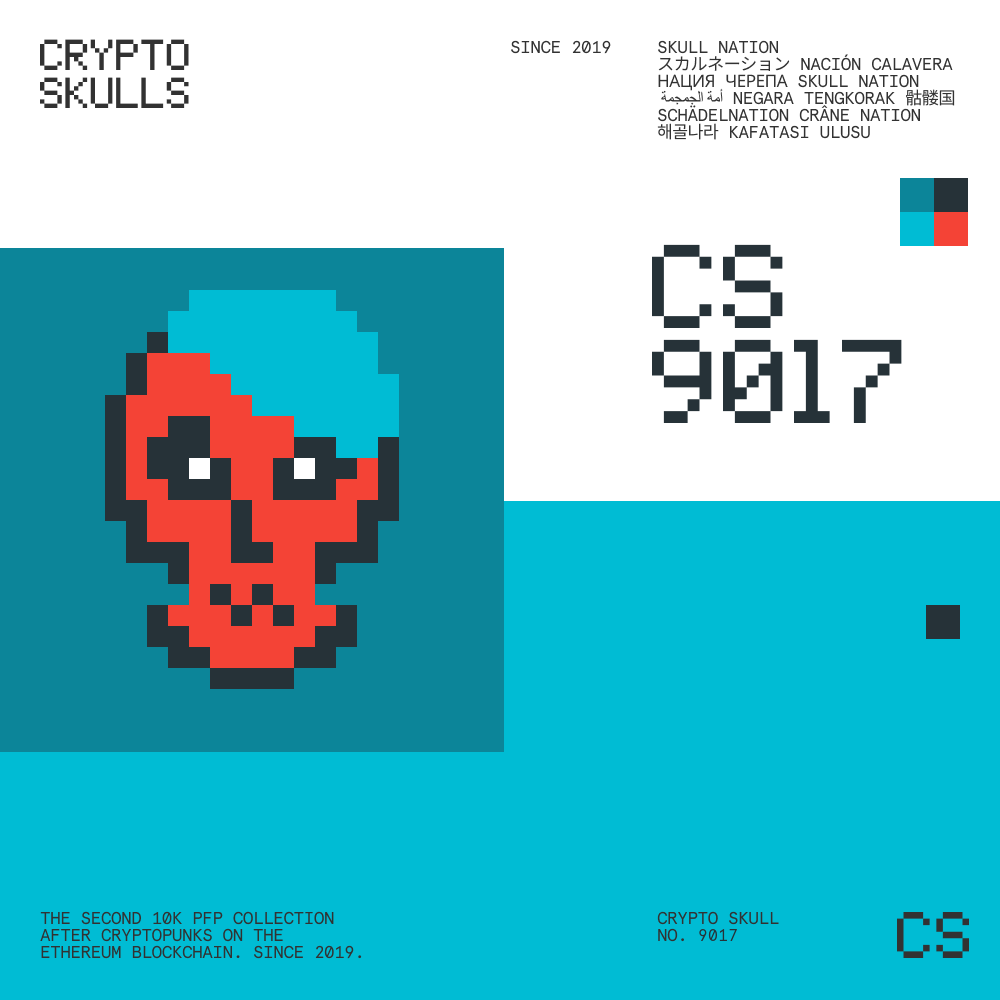 CRYPTO
SKULLS
SINCE 2019
SKULL NATION
スカルネーション NACIÓN CALAVERA
НАЦИЯ ЧЕРЕПА SKULL NATION
أمة الجمجمة NEGARA TENGKORAK 骷髅国
SCHÄDELNATION CRÂNE NATION
해골나라 KAFATASI ULUSU
CS
9017
THE SECOND 10K PFP COLLECTION
AFTER CRYPTOPUNKS ON THE
ETHEREUM BLOCKCHAIN. SINCE 2019.
CRYPTO SKULL
NO. 9017
CS